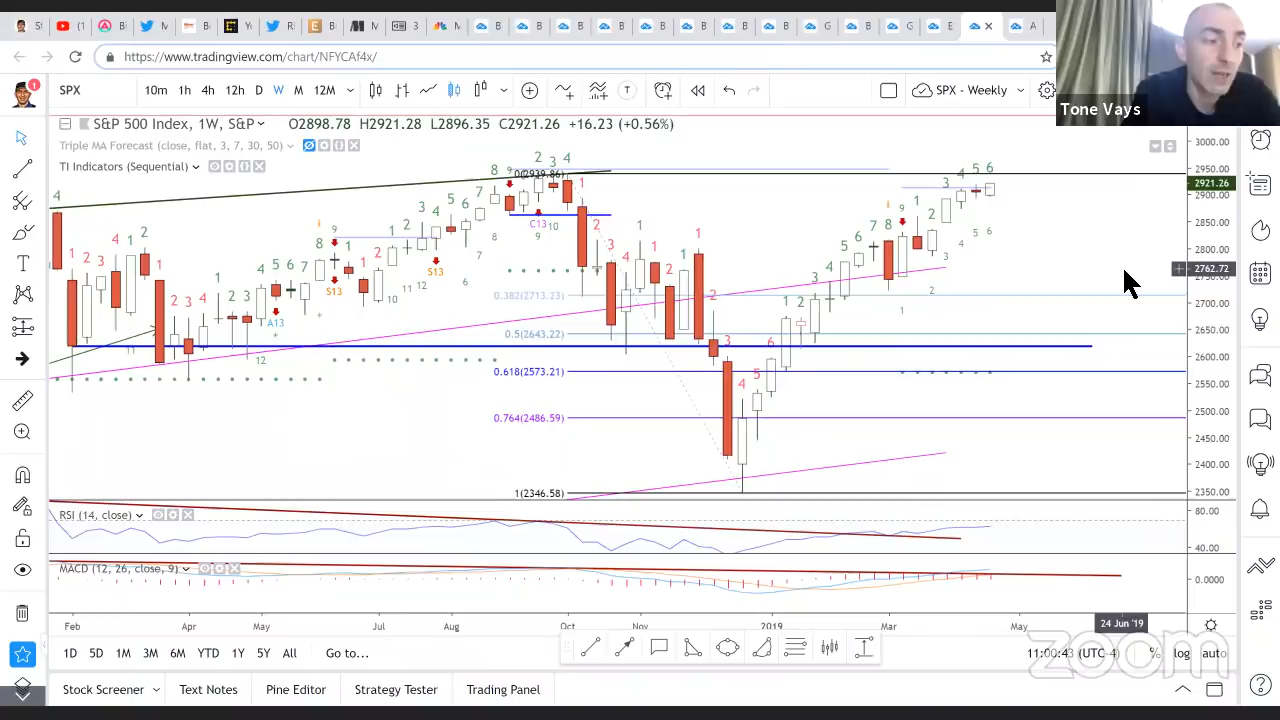 https://www.tradingview.com/chart/NFYCAf4x/
Tone Vays
SPX
10m 1h 4h 12h D W M 12M
SPX - Weekly
S&P 500 Index, 1W, S&P
O2898.78 H2921.28 L2896.35 C2921.26 +16.23 (+0.56%)
Triple MA Forecast (close, flat, 3, 7, 30, 50)
TI Indicators (Sequential)
3000.00
2950.00
2921.26
2900.00
2850.00
2800.00
2762.72
2750.00
2700.00
2650.00
2600.00
2550.00
2500.00
2450.00
2400.00
2350.00
0(2939.86)
0.382(2713.23)
0.5(2643.22)
0.618(2573.21)
0.764(2486.59)
1(2346.58)
A13
S13
S13
C13
RSI (14, close)
80.00
40.00
MACD (12, 26, close, 9)
0.0000
Feb Apr May Jul Aug Oct Nov 2019 Mar May 24 Jun '19
1D 5D 1M 3M 6M YTD 1Y 5Y All Go to...
11:00:43 (UTC-4) % log auto
zoom
Stock Screener Text Notes Pine Editor Strategy Tester Trading Panel